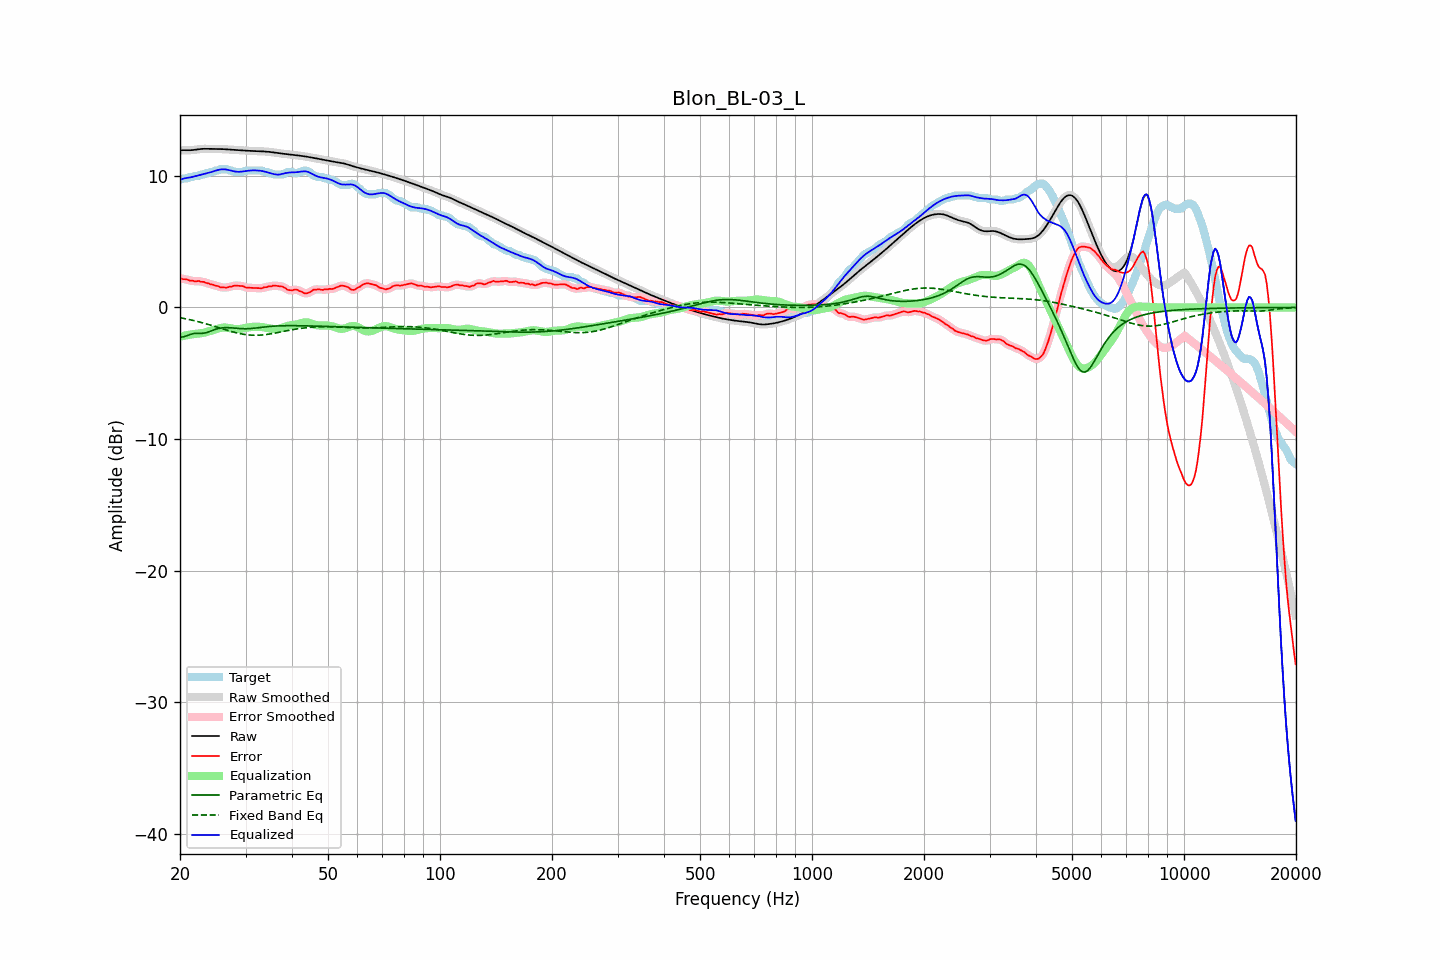 Blon_BL-03_L
Amplitude (dBr)
10
0
−10
−20
−30
−40
Target
Raw Smoothed
Error Smoothed
Raw
Error
Equalization
Parametric Eq
Fixed Band Eq
Equalized
20 50 100 200 500 1000 2000 5000 10000 20000
Frequency (Hz)